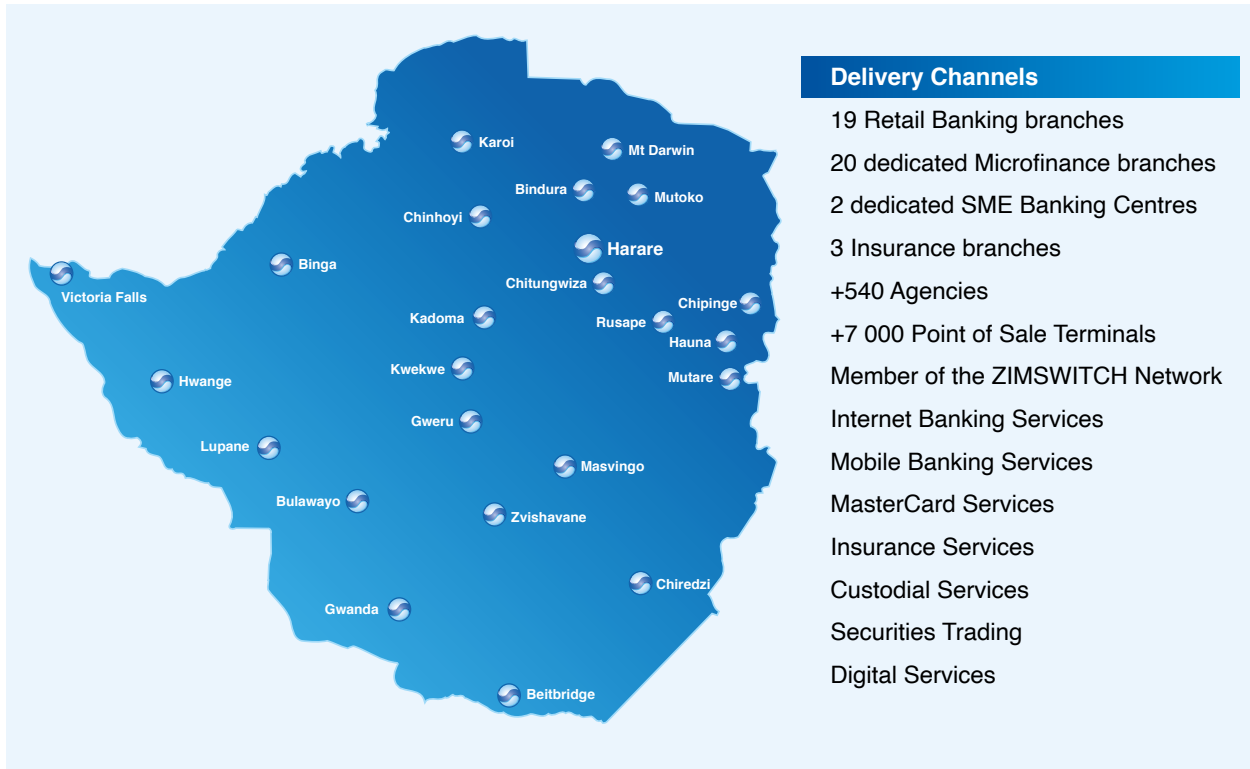 Karoi
Mt Darwin
Bindura
Mutoko
Chinhoyi
Harare
Binga
Chitungwiza
Victoria Falls
Chipinge
Kadoma
Rusape
Hauna
Kwekwe
Mutare
Hwange
Gweru
Lupane
Masvingo
Bulawayo
Zvishavane
Chiredzi
Gwanda
Beitbridge
Delivery Channels
19 Retail Banking branches
20 dedicated Microfinance branches
2 dedicated SME Banking Centres
3 Insurance branches
+540 Agencies
+7 000 Point of Sale Terminals
Member of the ZIMSWITCH Network
Internet Banking Services
Mobile Banking Services
MasterCard Services
Insurance Services
Custodial Services
Securities Trading
Digital Services